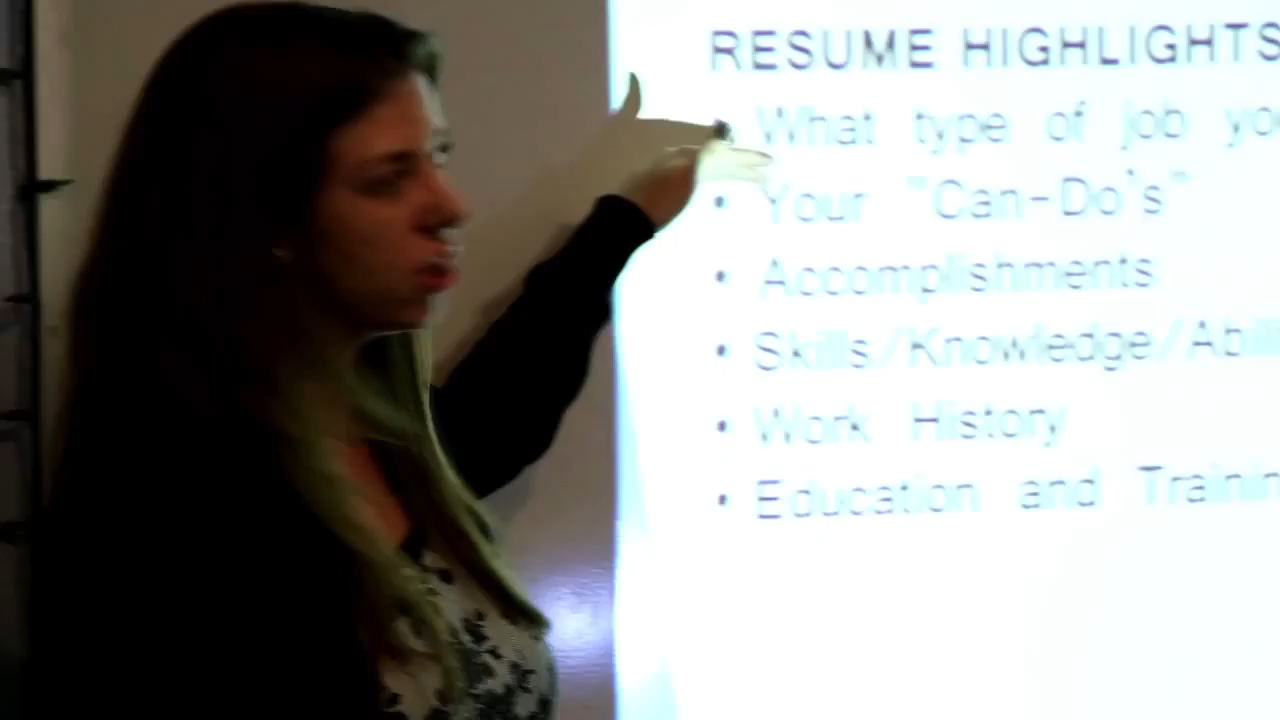 RESUME HIGHLIGHTS
What type of job
• Your "Can-Do's"
• Accomplishments
• Skills/Knowledge/
• Work History
• Education and